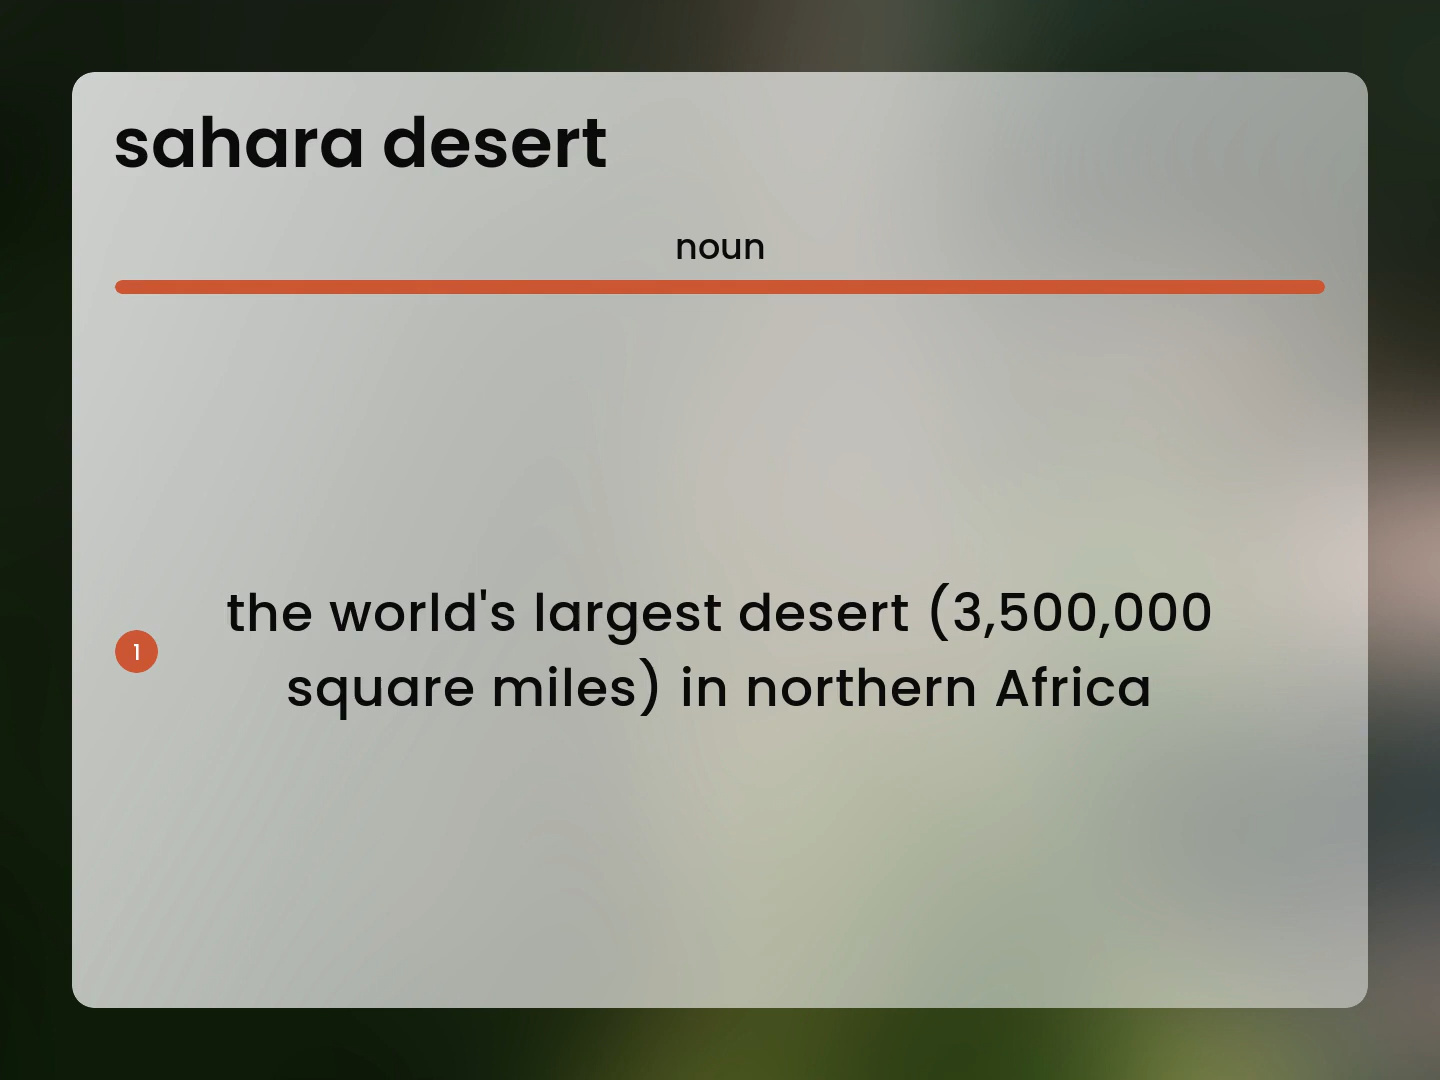 sahara desert
noun
1
the world's largest desert (3,500,000
square miles) in northern Africa